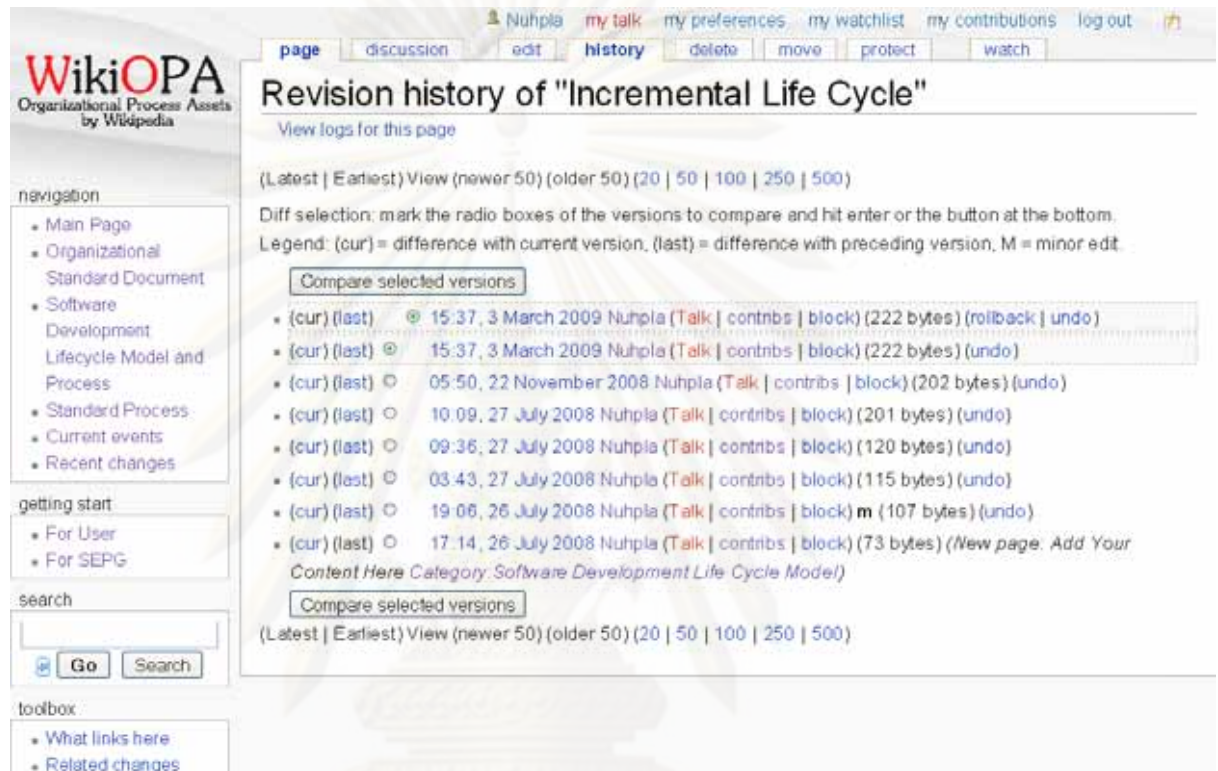 Nuhpla my talk my preferences my watchlist my contributions log out
page discussion edit history delete move protect watch
WikiOPA
Organizational Process Assets
by Wikipedia
Revision history of "Incremental Life Cycle"
View logs for this page
(Latest | Earliest) View (newer 50) (older 50) (20 | 50 | 100 | 250 | 500)
Diff selection: mark the radio boxes of the versions to compare and hit enter or the button at the bottom.
Legend: (cur) = difference with current version, (last) = difference with preceding version, M = minor edit.
Compare selected versions
(cur) (last) 15:37, 3 March 2009 Nuhpla (Talk | contribs | block) (222 bytes) (rollback | undo)
(cur) (last) 15:37, 3 March 2009 Nuhpla (Talk | contribs | block) (222 bytes) (undo)
(cur) (last) 05:50, 22 November 2008 Nuhpla (Talk | contribs | block) (202 bytes) (undo)
(cur) (last) 10:09, 27 July 2008 Nuhpla (Talk | contribs | block) (201 bytes) (undo)
(cur) (last) 09:36, 27 July 2008 Nuhpla (Talk | contribs | block) (120 bytes) (undo)
(cur) (last) 03:43, 27 July 2008 Nuhpla (Talk | contribs | block) (115 bytes) (undo)
(cur) (last) 19:06, 26 July 2008 Nuhpla (Talk | contribs | block) m (107 bytes) (undo)
(cur) (last) 17:14, 26 July 2008 Nuhpla (Talk | contribs | block) (73 bytes) (New page: Add Your
Content Here Category:Software Development Life Cycle Model)
Compare selected versions
(Latest | Earliest) View (newer 50) (older 50) (20 | 50 | 100 | 250 | 500)
navigation
Main Page
Organizational
Standard Document
Software
Development
Lifecycle Model and
Process
Standard Process
Current events
Recent changes
getting start
For User
For SEPG
search
Go Search
toolbox
What links here
Related changes